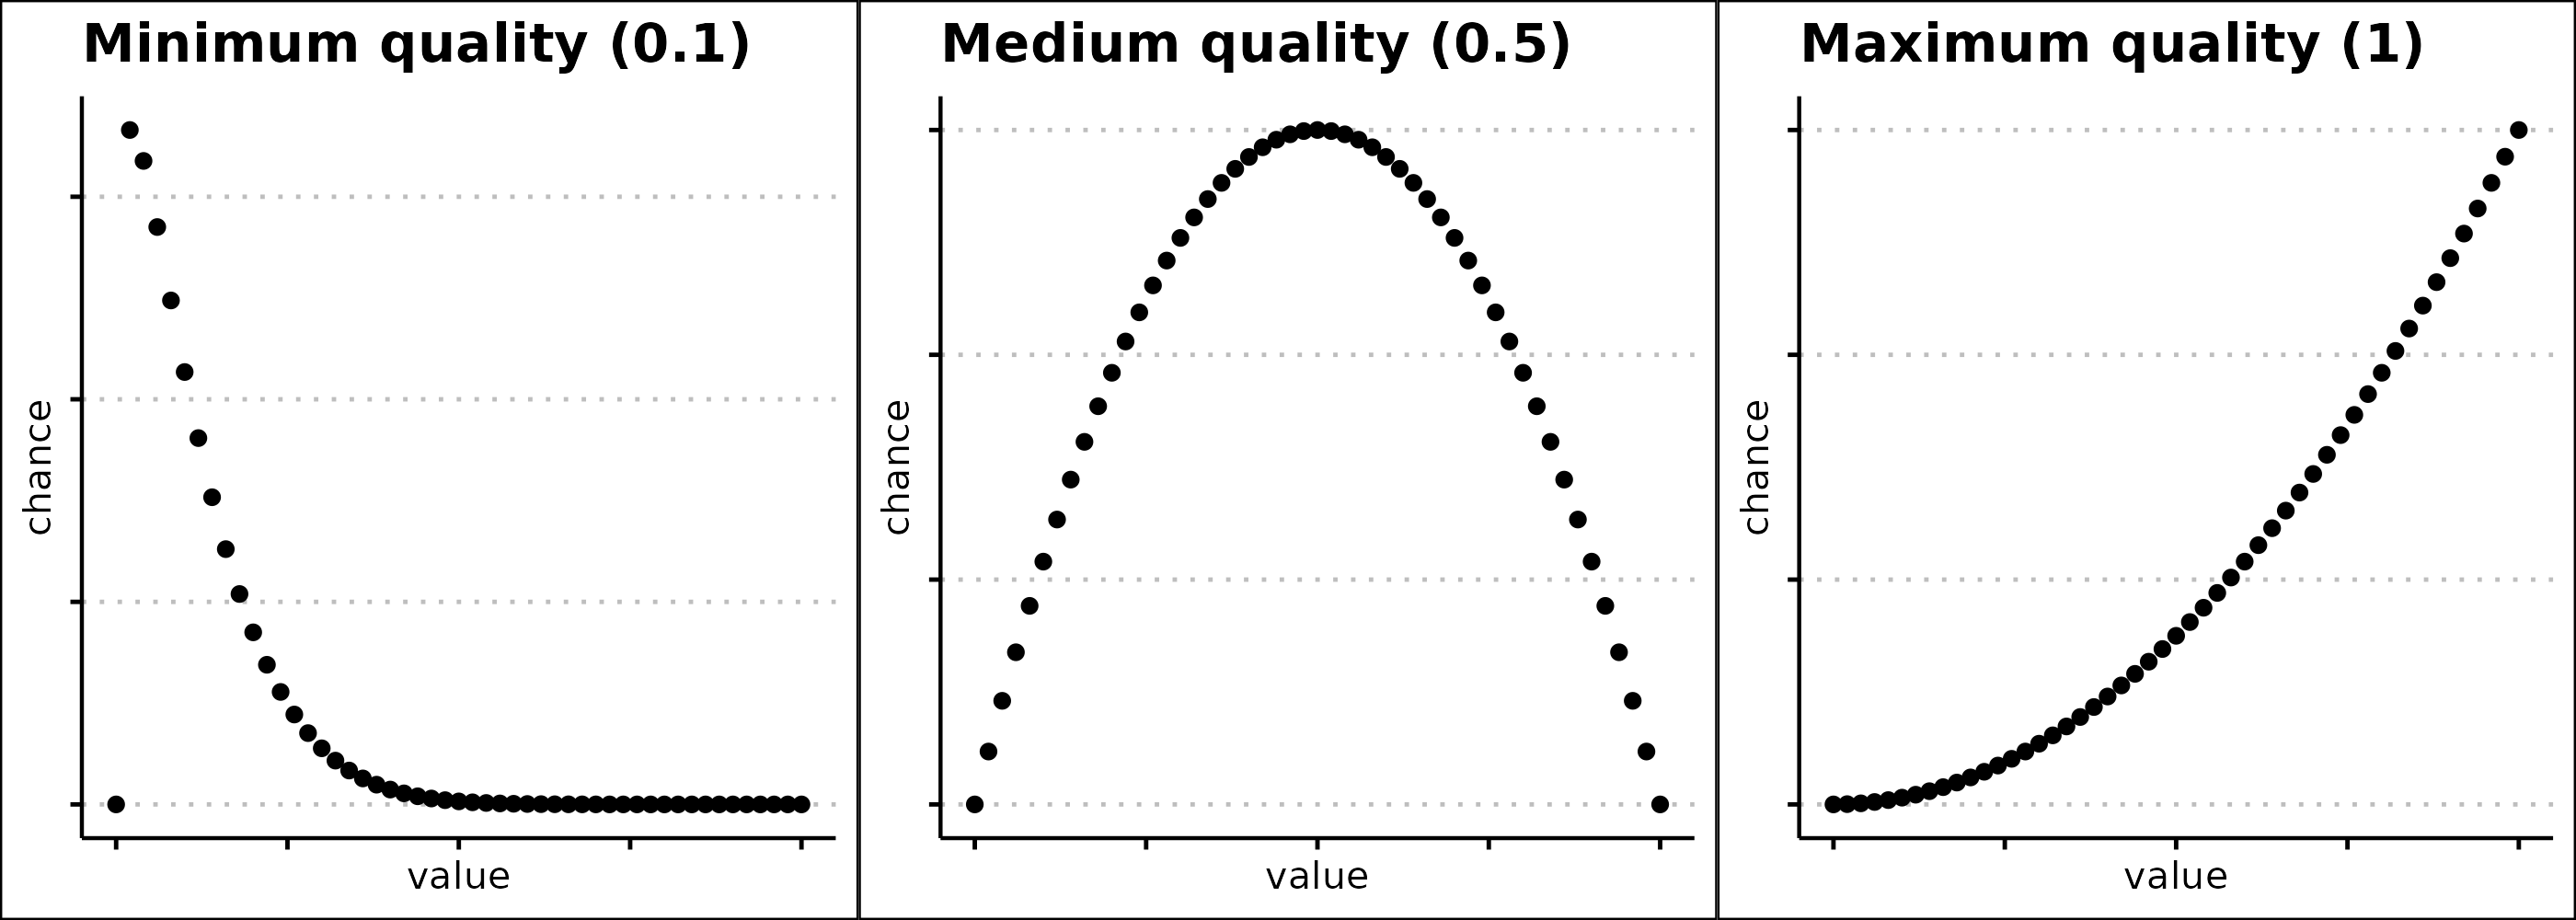 Minimum quality (0.1)
chance
value
Medium quality (0.5)
chance
value
Maximum quality (1)
chance
value